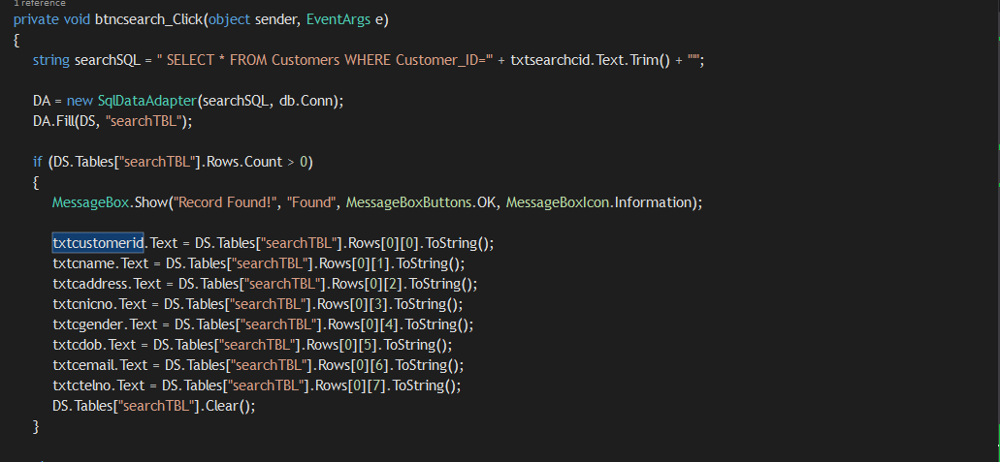 1 reference
private void btncsearch_Click(object sender, EventArgs e)
{
string searchSQL = " SELECT * FROM Customers WHERE Customer_ID='" + txtsearchcid.Text.Trim() + "'";
DA = new SqlDataAdapter(searchSQL, db.Conn);
DA.Fill(DS, "searchTBL");
if (DS.Tables["searchTBL"].Rows.Count > 0)
{
MessageBox.Show("Record Found!", "Found", MessageBoxButtons.OK, MessageBoxIcon.Information);
txtcustomerid.Text = DS.Tables["searchTBL"].Rows[0][0].ToString();
txtcname.Text = DS.Tables["searchTBL"].Rows[0][1].ToString();
txtcaddress.Text = DS.Tables["searchTBL"].Rows[0][2].ToString();
txtcnicno.Text = DS.Tables["searchTBL"].Rows[0][3].ToString();
txtcgender.Text = DS.Tables["searchTBL"].Rows[0][4].ToString();
txtcdob.Text = DS.Tables["searchTBL"].Rows[0][5].ToString();
txtcemail.Text = DS.Tables["searchTBL"].Rows[0][6].ToString();
txtctelno.Text = DS.Tables["searchTBL"].Rows[0][7].ToString();
DS.Tables["searchTBL"].Clear();
}